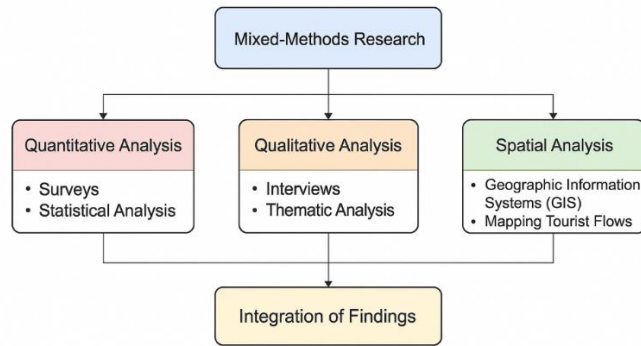 Mixed-Methods Research
Quantitative Analysis
• Surveys
• Statistical Analysis
Qualitative Analysis
• Interviews
• Thematic Analysis
Spatial Analysis
• Geographic Information
Systems (GIS)
• Mapping Tourist Flows
Integration of Findings